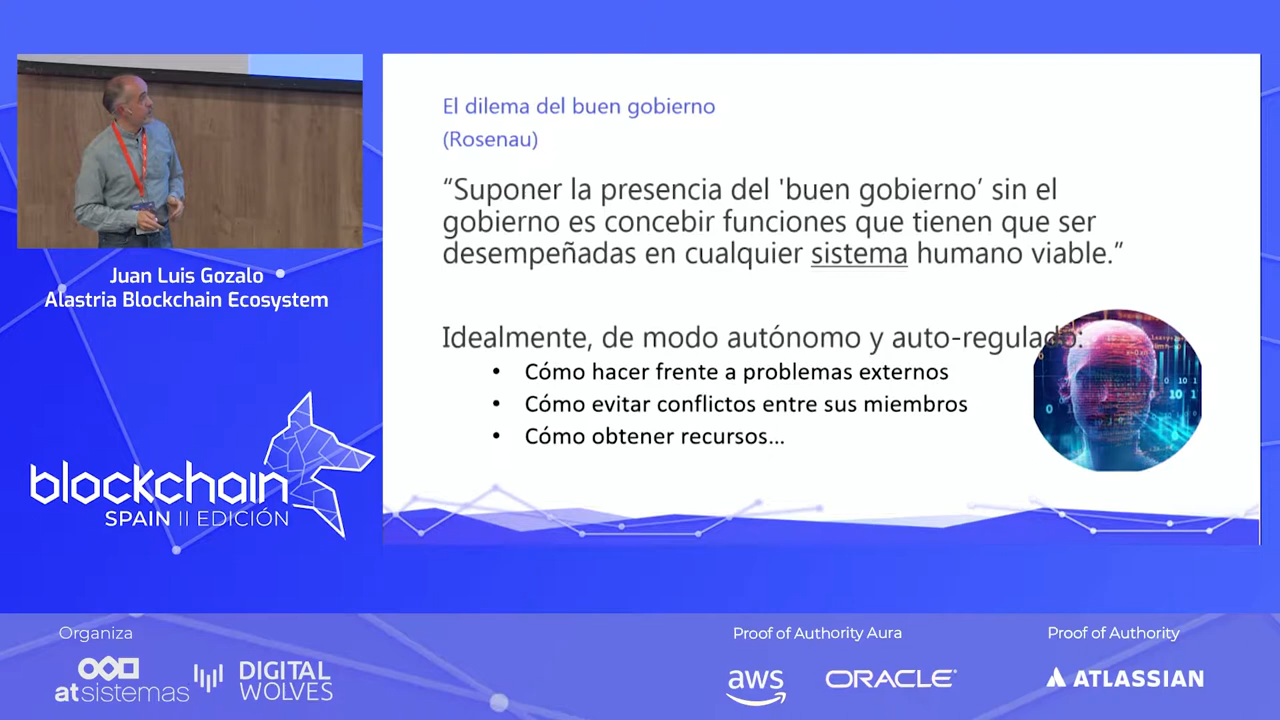 El dilema del buen gobierno
(Rosenau)
“Suponer la presencia del 'buen gobierno’ sin el
gobierno es concebir funciones que tienen que ser
desempeñadas en cualquier sistema humano viable.”
Idealmente, de modo autónomo y auto-regulado:
• Cómo hacer frente a problemas externos
• Cómo evitar conflictos entre sus miembros
• Cómo obtener recursos...
Juan Luis Gozalo
Alastria Blockchain Ecosystem
blockchain
SPAIN II EDICIÓN
Organiza
atsistemas
DIGITAL
WOLVES
Proof of Authority Aura
aws
ORACLE
Proof of Authority
ATLASSIAN